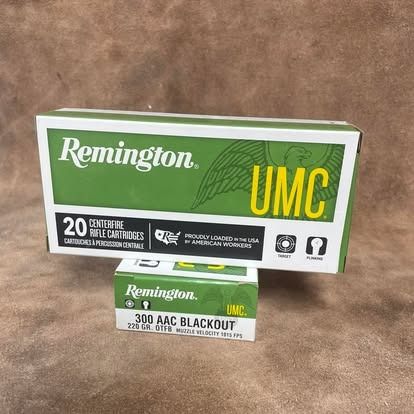 Remington®
UMC®
20 CENTERFIRE
RIFLE CARTRIDGES
CARTOUCHES À PERCUSSION CENTRALE
PROUDLY LOADED IN THE USA
BY AMERICAN WORKERS
TARGET
PLINKING
Remington®
UMC®
300 AAC BLACKOUT
220 GR. OTFB MUZZLE VELOCITY 1015 FPS